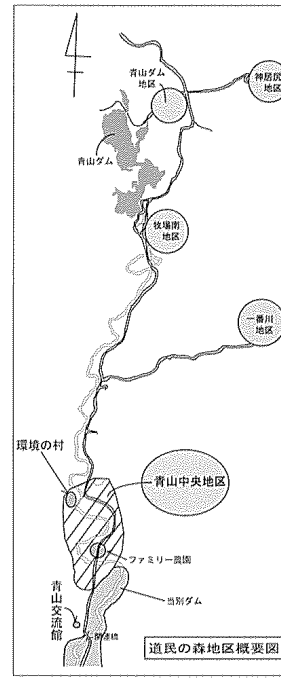 青山ダム
地区
神居尻
地区
青山ダム
牧場南
地区
一番川
地区
環境の村
青山中央地区
ファミリー農園
当別ダム
青山交流館
道民の森地区概要図